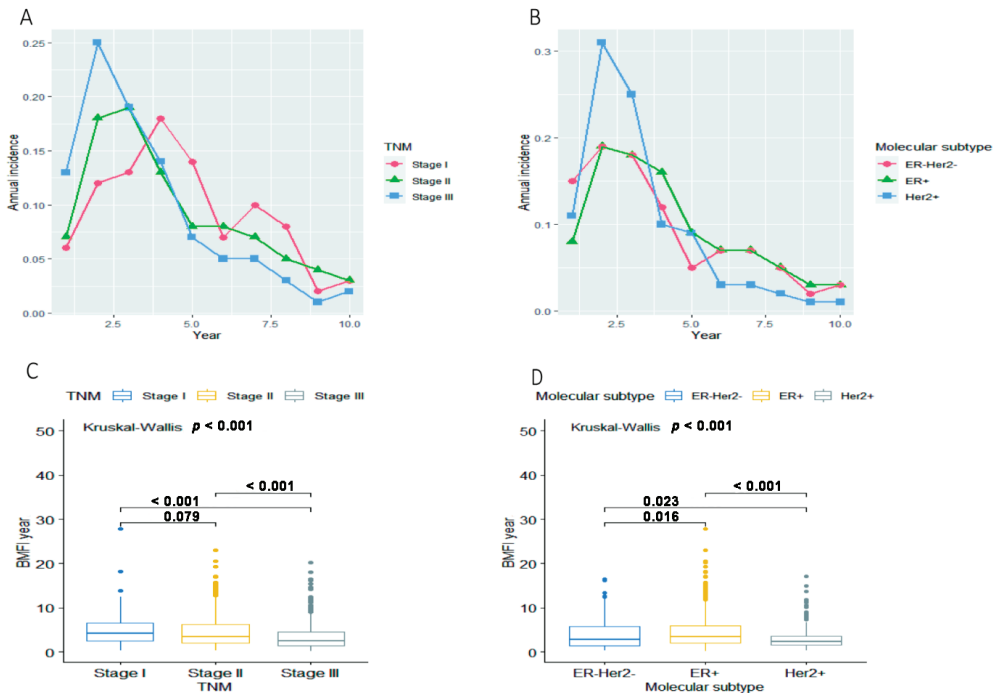 A
0.25
0.20
0.15
0.10
0.05
0.00
Annual incidence
2.5 5.0 7.5 10.0
Year
TNM
Stage I
Stage II
Stage III
B
0.3
0.2
0.1
0.0
Annual incidence
2.5 5.0 7.5 10.0
Year
Molecular subtype
ER-Her2-
ER+
Her2+
C
TNM Stage I Stage II Stage III
Kruskal-Wallis p < 0.001
< 0.001
< 0.001
0.079
50
40
30
20
10
0
BMFI year
Stage I Stage II Stage III
TNM
D
Molecular subtype ER-Her2- ER+ Her2+
Kruskal-Wallis p < 0.001
< 0.001
0.023
0.016
50
40
30
20
10
0
BMFI year
ER-Her2- ER+ Her2+
Molecular subtype